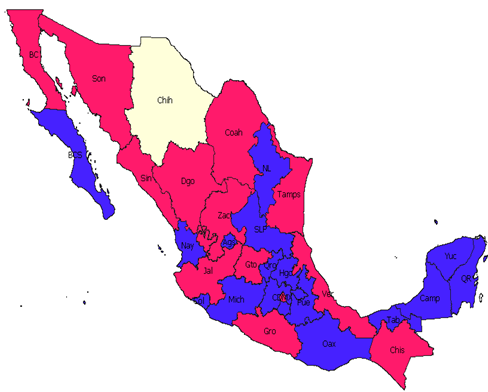 BC
Son
Chih
Coah
BCS
NL
Sin
Dgo
Tamps
Zac
SLP
Nay
Ags
Jal
Gto
Qro
Hgo
Ver
Yuc
QR
Col
Mich
Pue
Camp
Tab
Gro
Oax
Chis